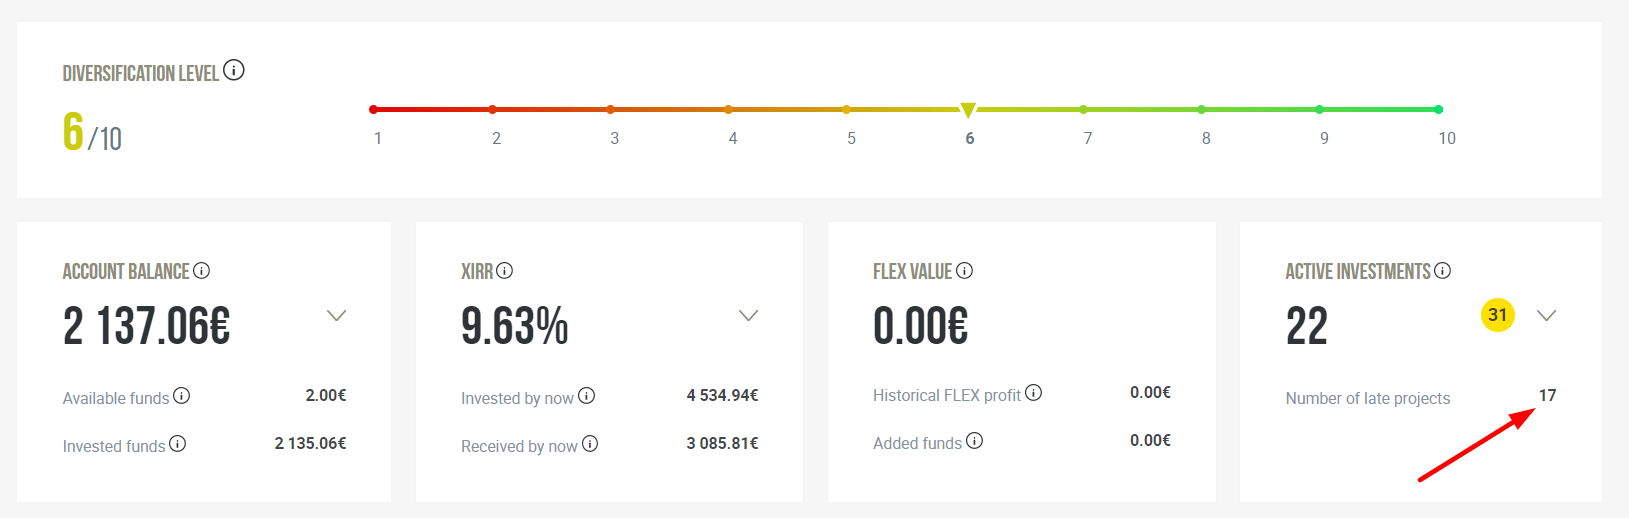 DIVERSIFICATION LEVEL
6/10
1 2 3 4 5 6 7 8 9 10
ACCOUNT BALANCE
2 137.06€
Available funds 2.00€
Invested funds 2 135.06€
XIRR
9.63%
Invested by now 4 534.94€
Received by now 3 085.81€
FLEX VALUE
0.00€
Historical FLEX profit 0.00€
Added funds 0.00€
ACTIVE INVESTMENTS
22 31
Number of late projects 17